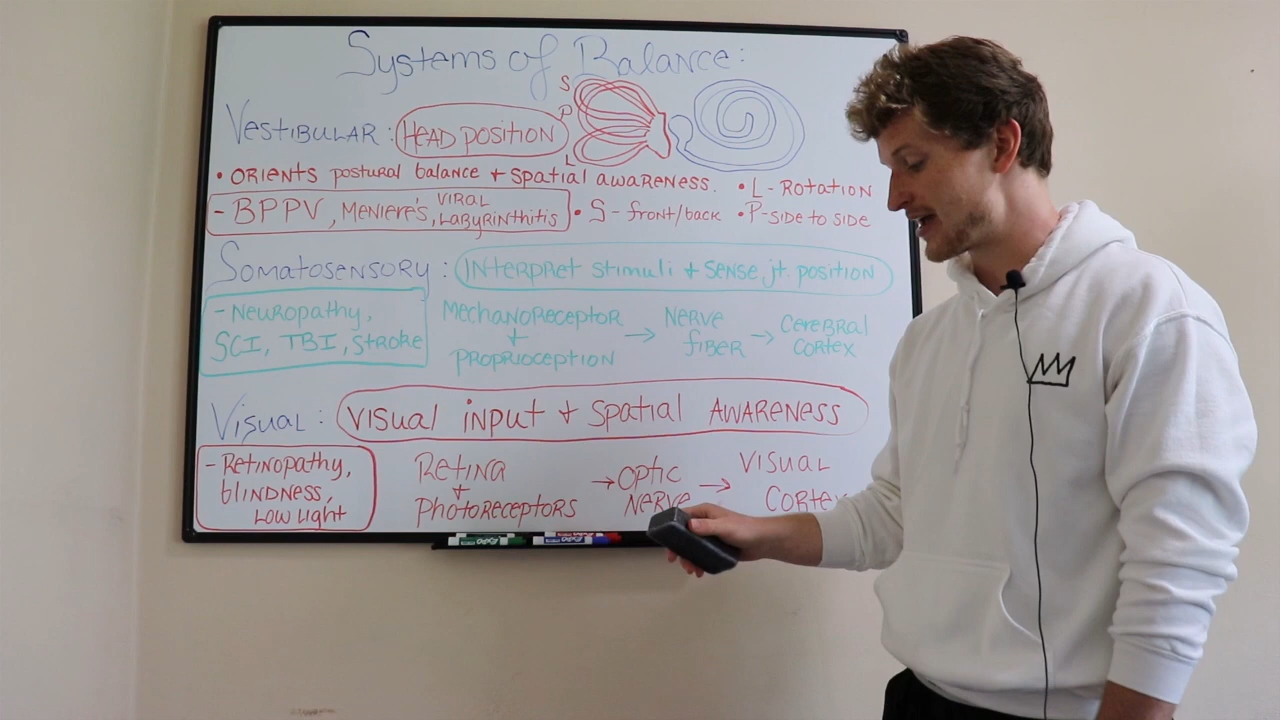 Systems of Balance:
S
P
L
VESTIBULAR: HEAD POSITION
• ORIENTS postural balance + spatial awareness.
• L - ROTATION
- BPPV, MENIERE'S, VIRAL LABYRINTHITIS
• S - front/back
• P - SIDE to SIDE
SOMATOSENSORY: INTERPRET stimuli + SENSE jt. position
- NEUROPATHY,
SCI, TBI, STROKE
MECHANORECEPTOR
+
PROPRIOCEPTION
→ NERVE
FIBER
→ CEREBRAL
CORTEX
VISUAL: VISUAL INPUT + SPATIAL AWARENESS
- RETINOPATHY,
blINDNESS,
LOW LIGHT
RETINA
+
PHOTORECEPTORS
→ OPTIC
NERVE
→ VISUAL
CORTEX
EXPO
EXPO